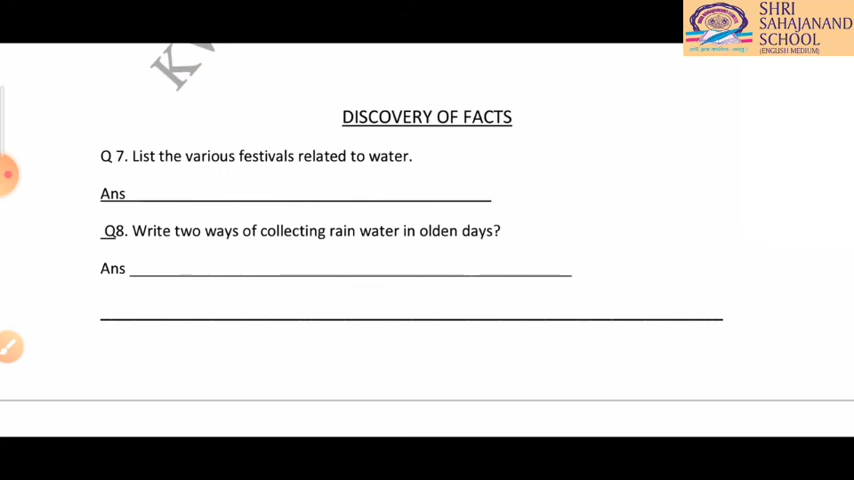 SHRI
SAHAJANAND
SCHOOL
(ENGLISH MEDIUM)
DISCOVERY OF FACTS
Q 7. List the various festivals related to water.
Ans
Q8. Write two ways of collecting rain water in olden days?
Ans